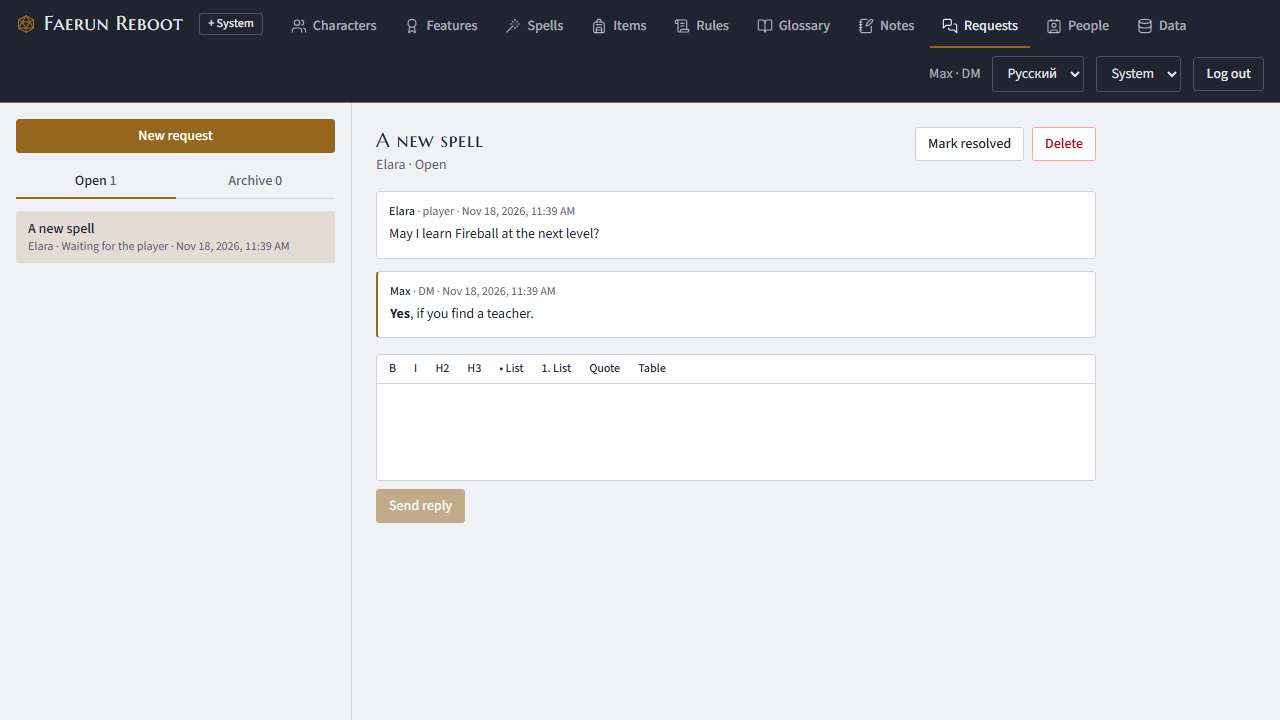 Faerun Reboot
+ System
Characters
Features
Spells
Items
Rules
Glossary
Notes
Requests
People
Data
Max · DM
Русский
System
Log out
New request
Open 1
Archive 0
A new spell
Elara · Waiting for the player · Nov 18, 2026, 11:39 AM
A new spell
Elara · Open
Mark resolved
Delete
Elara · player · Nov 18, 2026, 11:39 AM
May I learn Fireball at the next level?
Max · DM · Nov 18, 2026, 11:39 AM
Yes, if you find a teacher.
B I H2 H3 • List 1. List Quote Table
Send reply